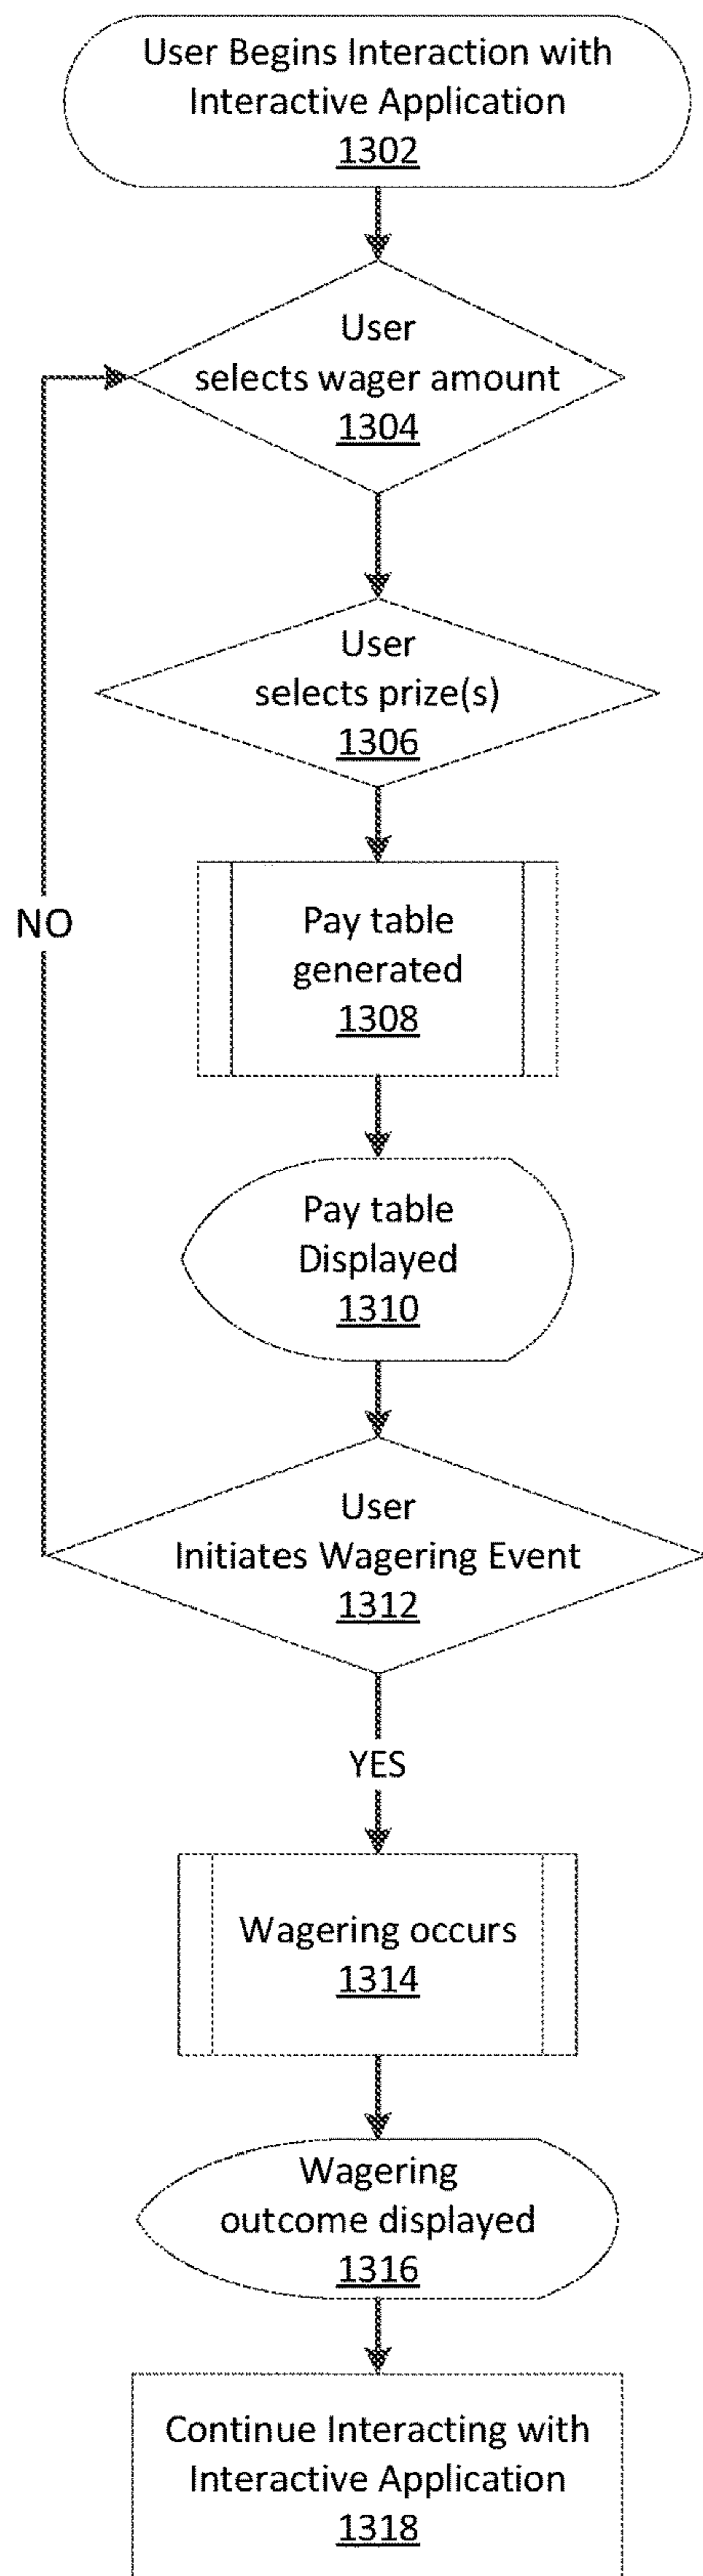 User Begins Interaction with
Interactive Application
1302
User
selects wager amount
1304
User
selects prize(s)
1306
NO
Pay table
generated
1308
Pay table
Displayed
1310
User
Initiates Wagering Event
1312
YES
Wagering occurs
1314
Wagering
outcome displayed
1316
Continue Interacting with
Interactive Application
1318